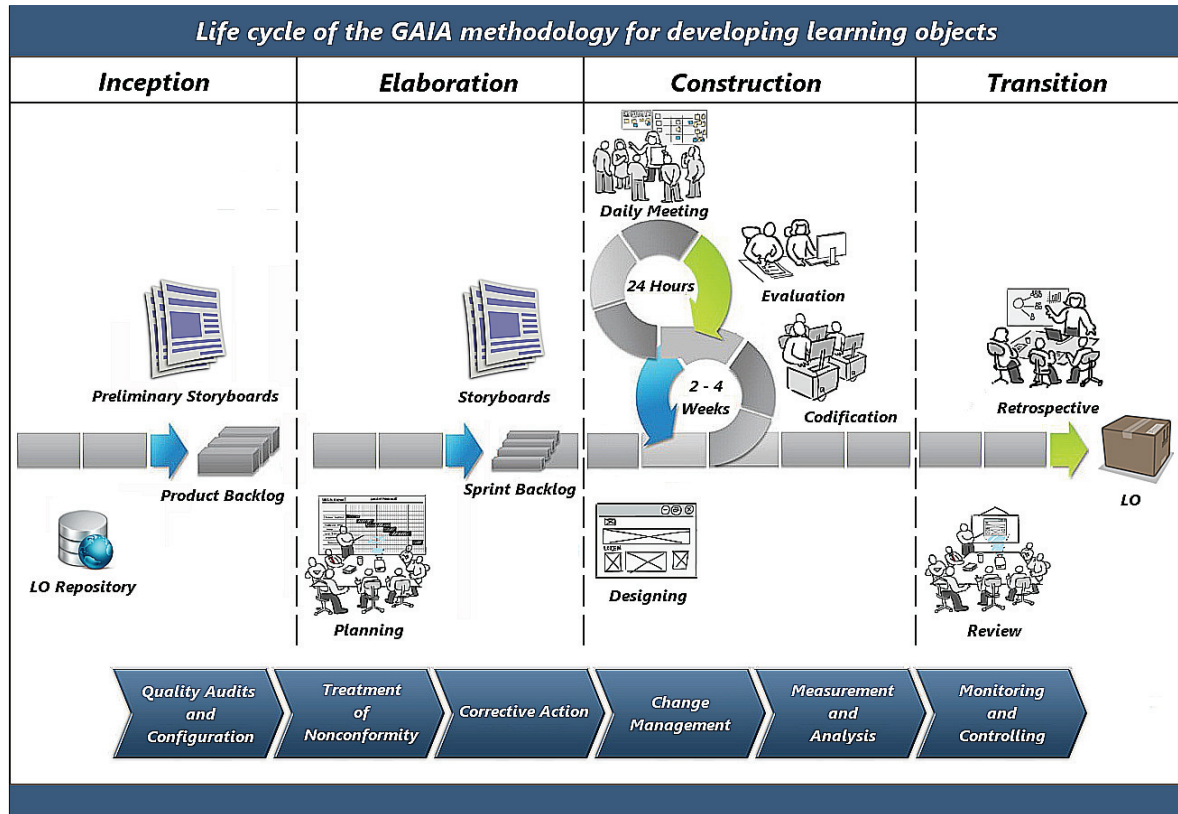 Life cycle of the GAIA methodology for developing learning objects
Inception
Elaboration
Construction
Transition
Daily Meeting
24 Hours
Evaluation
2 - 4
Weeks
Codification
Preliminary Storyboards
Storyboards
Retrospective
Product Backlog
Sprint Backlog
LO
LO Repository
Planning
Designing
LOGIN
Review
Quality Audits
and
Configuration
Treatment
of
Nonconformity
Corrective Action
Change
Management
Measurement
and
Analysis
Monitoring
and
Controlling